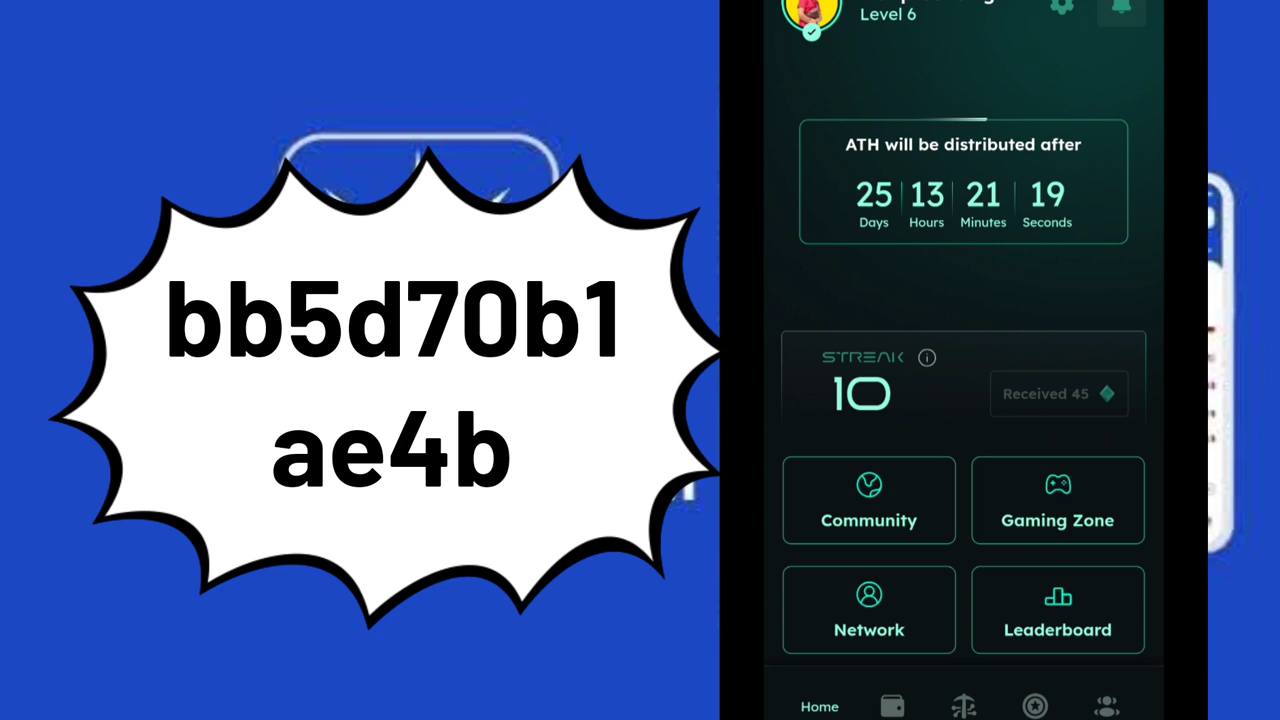 bb5d70b1
ae4b
Level 6
ATH will be distributed after
25 13 21 19
Days Hours Minutes Seconds
STREAK
10
Received 45
Community
Gaming Zone
Network
Leaderboard
Home